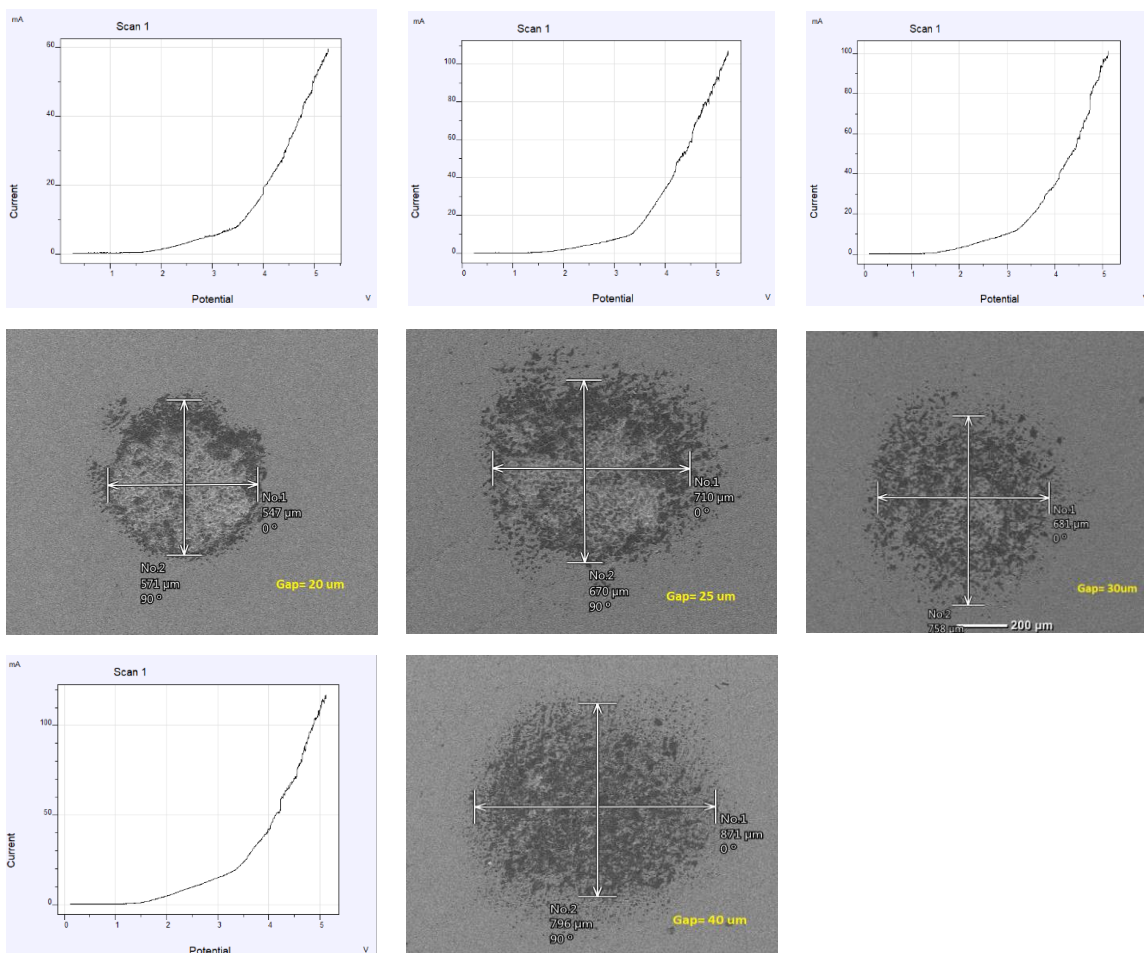 mA
Scan 1
60
40
20
0
Current
1
2
3
4
5
Potential
V
mA
Scan 1
100
80
60
40
20
0
Current
0
1
2
3
4
5
Potential
V
mA
Scan 1
100
80
60
40
20
0
Current
0
1
2
3
4
5
Potential
V
No.1
547 µm
0 °
No.2
571 µm
90 °
Gap= 20 um
No.1
710 µm
0 °
No.2
670 µm
90 °
Gap= 25 um
No.1
681 µm
0 °
No.2
758 µm
200 µm
Gap= 30um
mA
Scan 1
100
50
0
Current
0
1
2
3
4
5
Potential
V
No.1
871 µm
0 °
No.2
796 µm
90 °
Gap= 40 um